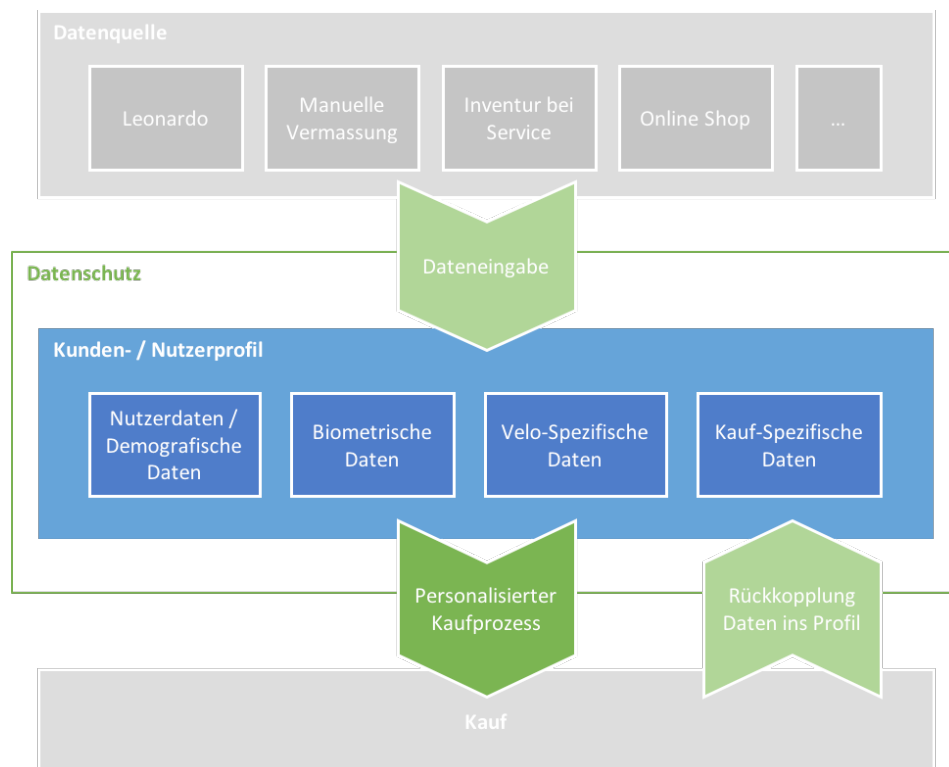 Datenquelle
Leonardo
Manuelle
Vermassung
Inventur bei
Service
Online Shop
...
Dateneingabe
Datenschutz
Kunden- / Nutzerprofil
Nutzerdaten /
Demografische
Daten
Biometrische
Daten
Velo-Spezifische
Daten
Kauf-Spezifische
Daten
Personalisierter
Kaufprozess
Rückkopplung
Daten ins Profil
Kauf